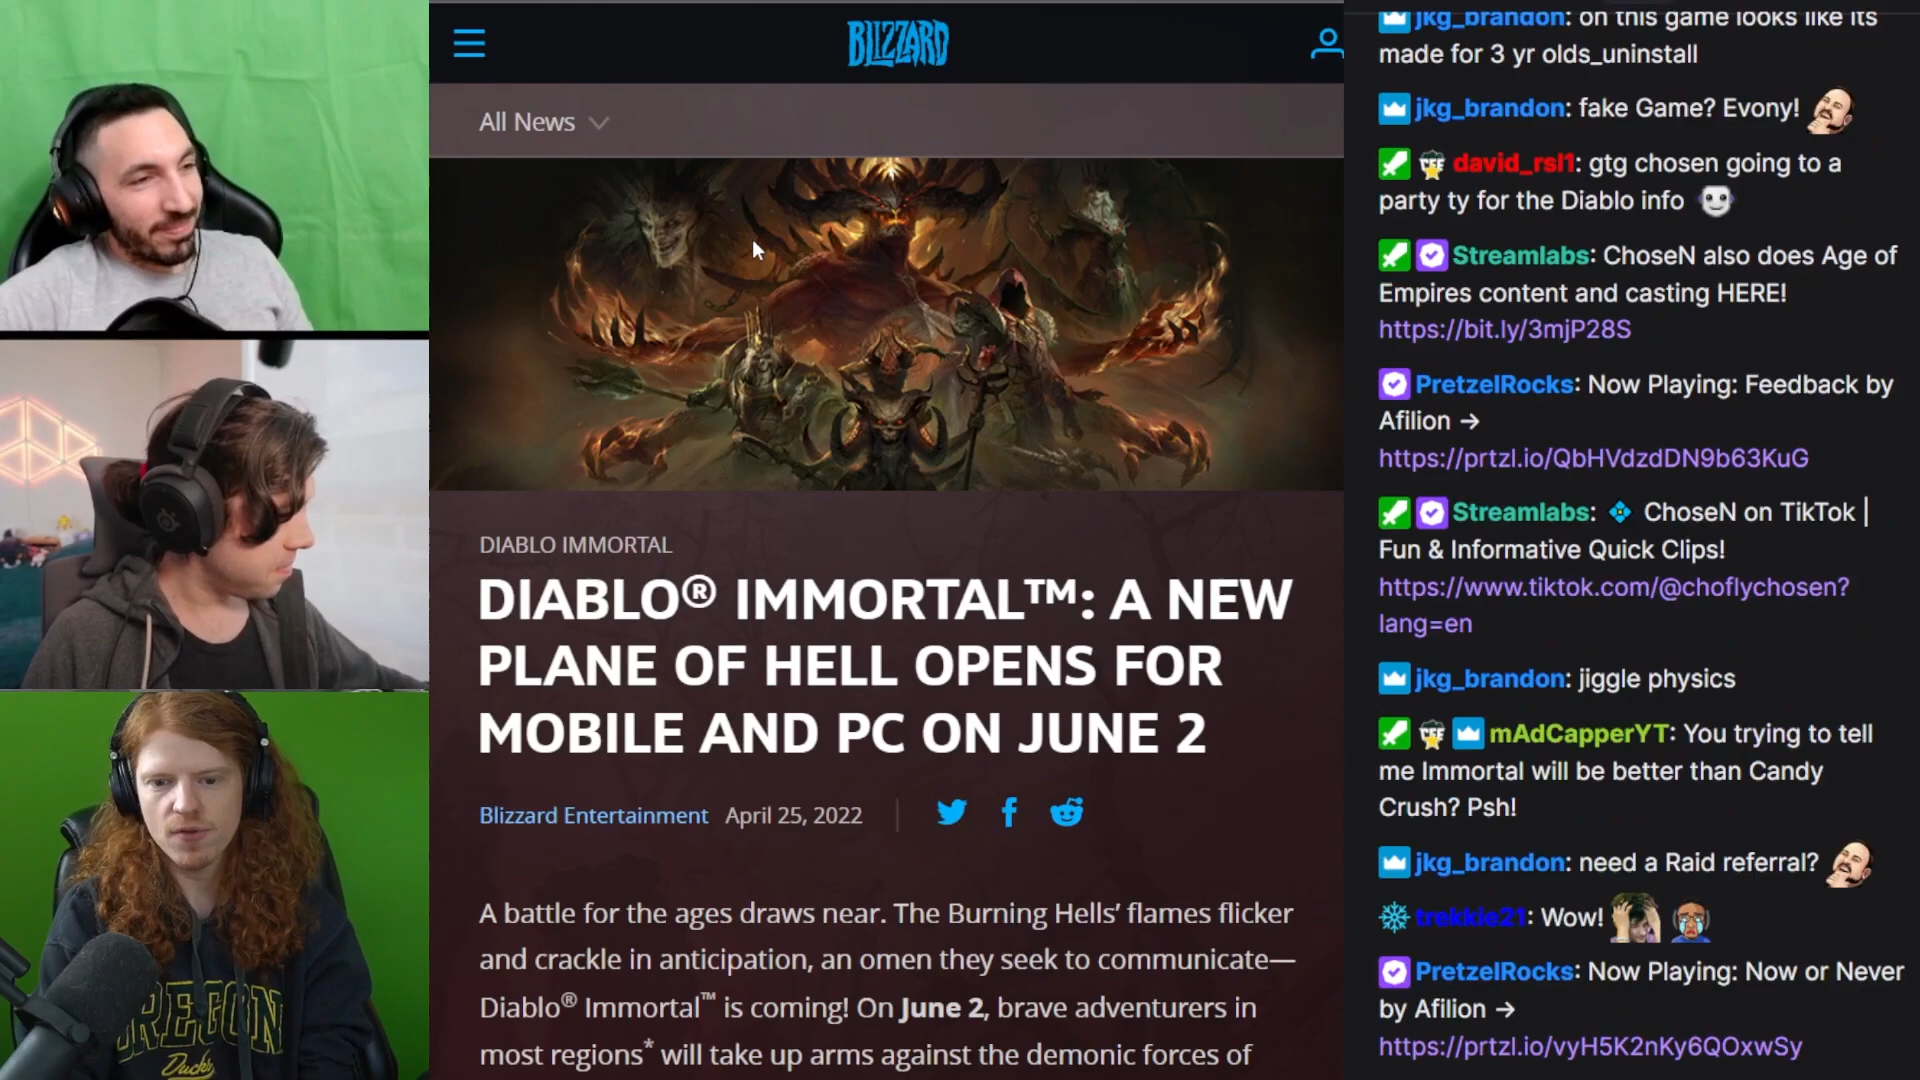 BLIZZARD
All News
DIABLO IMMORTAL
DIABLO® IMMORTAL™: A NEW
PLANE OF HELL OPENS FOR
MOBILE AND PC ON JUNE 2
Blizzard Entertainment April 25, 2022
A battle for the ages draws near. The Burning Hells’ flames flicker
and crackle in anticipation, an omen they seek to communicate—
Diablo® Immortal™ is coming! On June 2, brave adventurers in
most regions* will take up arms against the demonic forces of
jkg_brandon: on this game looks like its
made for 3 yr olds_uninstall
jkg_brandon: fake Game? Evony!
david_rsl1: gtg chosen going to a
party ty for the Diablo info
Streamlabs: ChoseN also does Age of
Empires content and casting HERE!
https://bit.ly/3mjP28S
PretzelRocks: Now Playing: Feedback by
Afilion →
https://prtzl.io/QbHVdzdDN9b63KuG
Streamlabs: ChoseN on TikTok |
Fun & Informative Quick Clips!
https://www.tiktok.com/@choflychosen?
lang=en
jkg_brandon: jiggle physics
mAdCapperYT: You trying to tell
me Immortal will be better than Candy
Crush? Psh!
jkg_brandon: need a Raid referral?
trekkie21: Wow!
PretzelRocks: Now Playing: Now or Never
by Afilion →
https://prtzl.io/vyH5K2nKy6QOxwSy
OREGON
Ducks